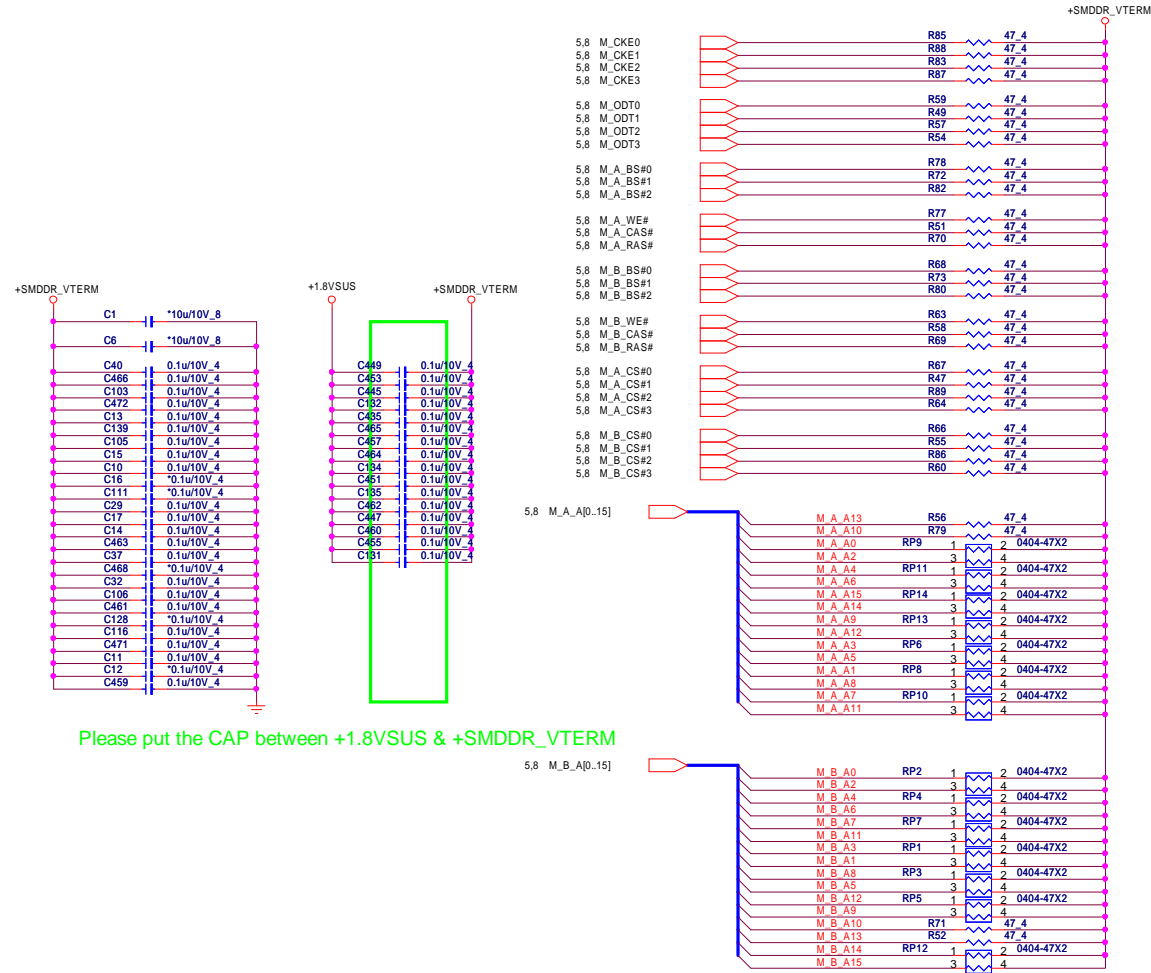 +SMDDR_VTERM
5,8 M_CKE0 R85 47_4
5,8 M_CKE1 R88 47_4
5,8 M_CKE2 R83 47_4
5,8 M_CKE3 R87 47_4
5,8 M_ODT0 R59 47_4
5,8 M_ODT1 R49 47_4
5,8 M_ODT2 R57 47_4
5,8 M_ODT3 R54 47_4
5,8 M_A_BS#0 R78 47_4
5,8 M_A_BS#1 R72 47_4
5,8 M_A_BS#2 R82 47_4
5,8 M_A_WE# R77 47_4
5,8 M_A_CAS# R51 47_4
5,8 M_A_RAS# R70 47_4
5,8 M_B_BS#0 R68 47_4
5,8 M_B_BS#1 R73 47_4
5,8 M_B_BS#2 R80 47_4
5,8 M_B_WE# R63 47_4
5,8 M_B_CAS# R58 47_4
5,8 M_B_RAS# R69 47_4
5,8 M_A_CS#0 R67 47_4
5,8 M_A_CS#1 R47 47_4
5,8 M_A_CS#2 R89 47_4
5,8 M_A_CS#3 R64 47_4
5,8 M_B_CS#0 R66 47_4
5,8 M_B_CS#1 R55 47_4
5,8 M_B_CS#2 R86 47_4
5,8 M_B_CS#3 R60 47_4
+SMDDR_VTERM
C1 *10u/10V_8
C6 *10u/10V_8
C40 0.1u/10V_4
C466 0.1u/10V_4
C103 0.1u/10V_4
C472 0.1u/10V_4
C13 0.1u/10V_4
C139 0.1u/10V_4
C105 0.1u/10V_4
C15 0.1u/10V_4
C10 0.1u/10V_4
C16 *0.1u/10V_4
C111 *0.1u/10V_4
C29 0.1u/10V_4
C17 0.1u/10V_4
C14 0.1u/10V_4
C463 0.1u/10V_4
C37 0.1u/10V_4
C468 *0.1u/10V_4
C32 0.1u/10V_4
C106 0.1u/10V_4
C461 0.1u/10V_4
C128 *0.1u/10V_4
C116 *0.1u/10V_4
C471 0.1u/10V_4
C11 0.1u/10V_4
C12 *0.1u/10V_4
C459 0.1u/10V_4
+1.8VSUS +SMDDR_VTERM
C449 0.1u/10V_4
C453 0.1u/10V_4
C445 0.1u/10V_4
C132 0.1u/10V_4
C435 0.1u/10V_4
C465 0.1u/10V_4
C457 0.1u/10V_4
C464 0.1u/10V_4
C134 0.1u/10V_4
C451 0.1u/10V_4
C135 0.1u/10V_4
C462 0.1u/10V_4
C447 0.1u/10V_4
C460 0.1u/10V_4
C455 0.1u/10V_4
C131 0.1u/10V_4
Please put the CAP between +1.8VSUS & +SMDDR_VTERM
5,8 M_A_A[0..15]
M_A_A13 R56 47_4
M_A_A10 R79 47_4
M_A_A0 RP9 1 2 0404-47X2
M_A_A2 3 4
M_A_A4 RP11 1 2 0404-47X2
M_A_A6 3 4
M_A_A15 RP14 1 2 0404-47X2
M_A_A14 3 4
M_A_A9 RP13 1 2 0404-47X2
M_A_A12 3 4
M_A_A3 RP6 1 2 0404-47X2
M_A_A5 3 4
M_A_A1 RP8 1 2 0404-47X2
M_A_A8 3 4
M_A_A7 RP10 1 2 0404-47X2
M_A_A11 3 4
5,8 M_B_A[0..15]
M_B_A0 RP2 1 2 0404-47X2
M_B_A2 3 4
M_B_A4 RP4 1 2 0404-47X2
M_B_A6 3 4
M_B_A7 RP7 1 2 0404-47X2
M_B_A11 3 4
M_B_A3 RP1 1 2 0404-47X2
M_B_A1 3 4
M_B_A8 RP3 1 2 0404-47X2
M_B_A5 3 4
M_B_A12 RP5 1 2 0404-47X2
M_B_A9 3 4
M_B_A10 R71 47_4
M_B_A13 R52 47_4
M_B_A14 RP12 1 2 0404-47X2
M_B_A15 3 4